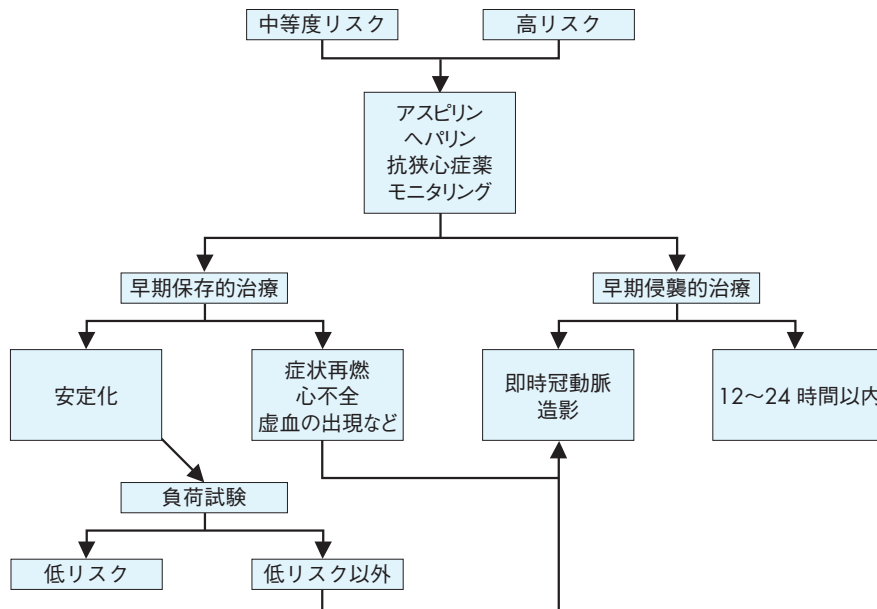 中等度リスク
高リスク
アスピリン
ヘパリン
抗狭心症薬
モニタリング
早期保存的治療
早期侵襲的治療
安定化
症状再燃
心不全
虚血の出現など
即時冠動脈
造影
12〜24 時間以内
負荷試験
低リスク
低リスク以外